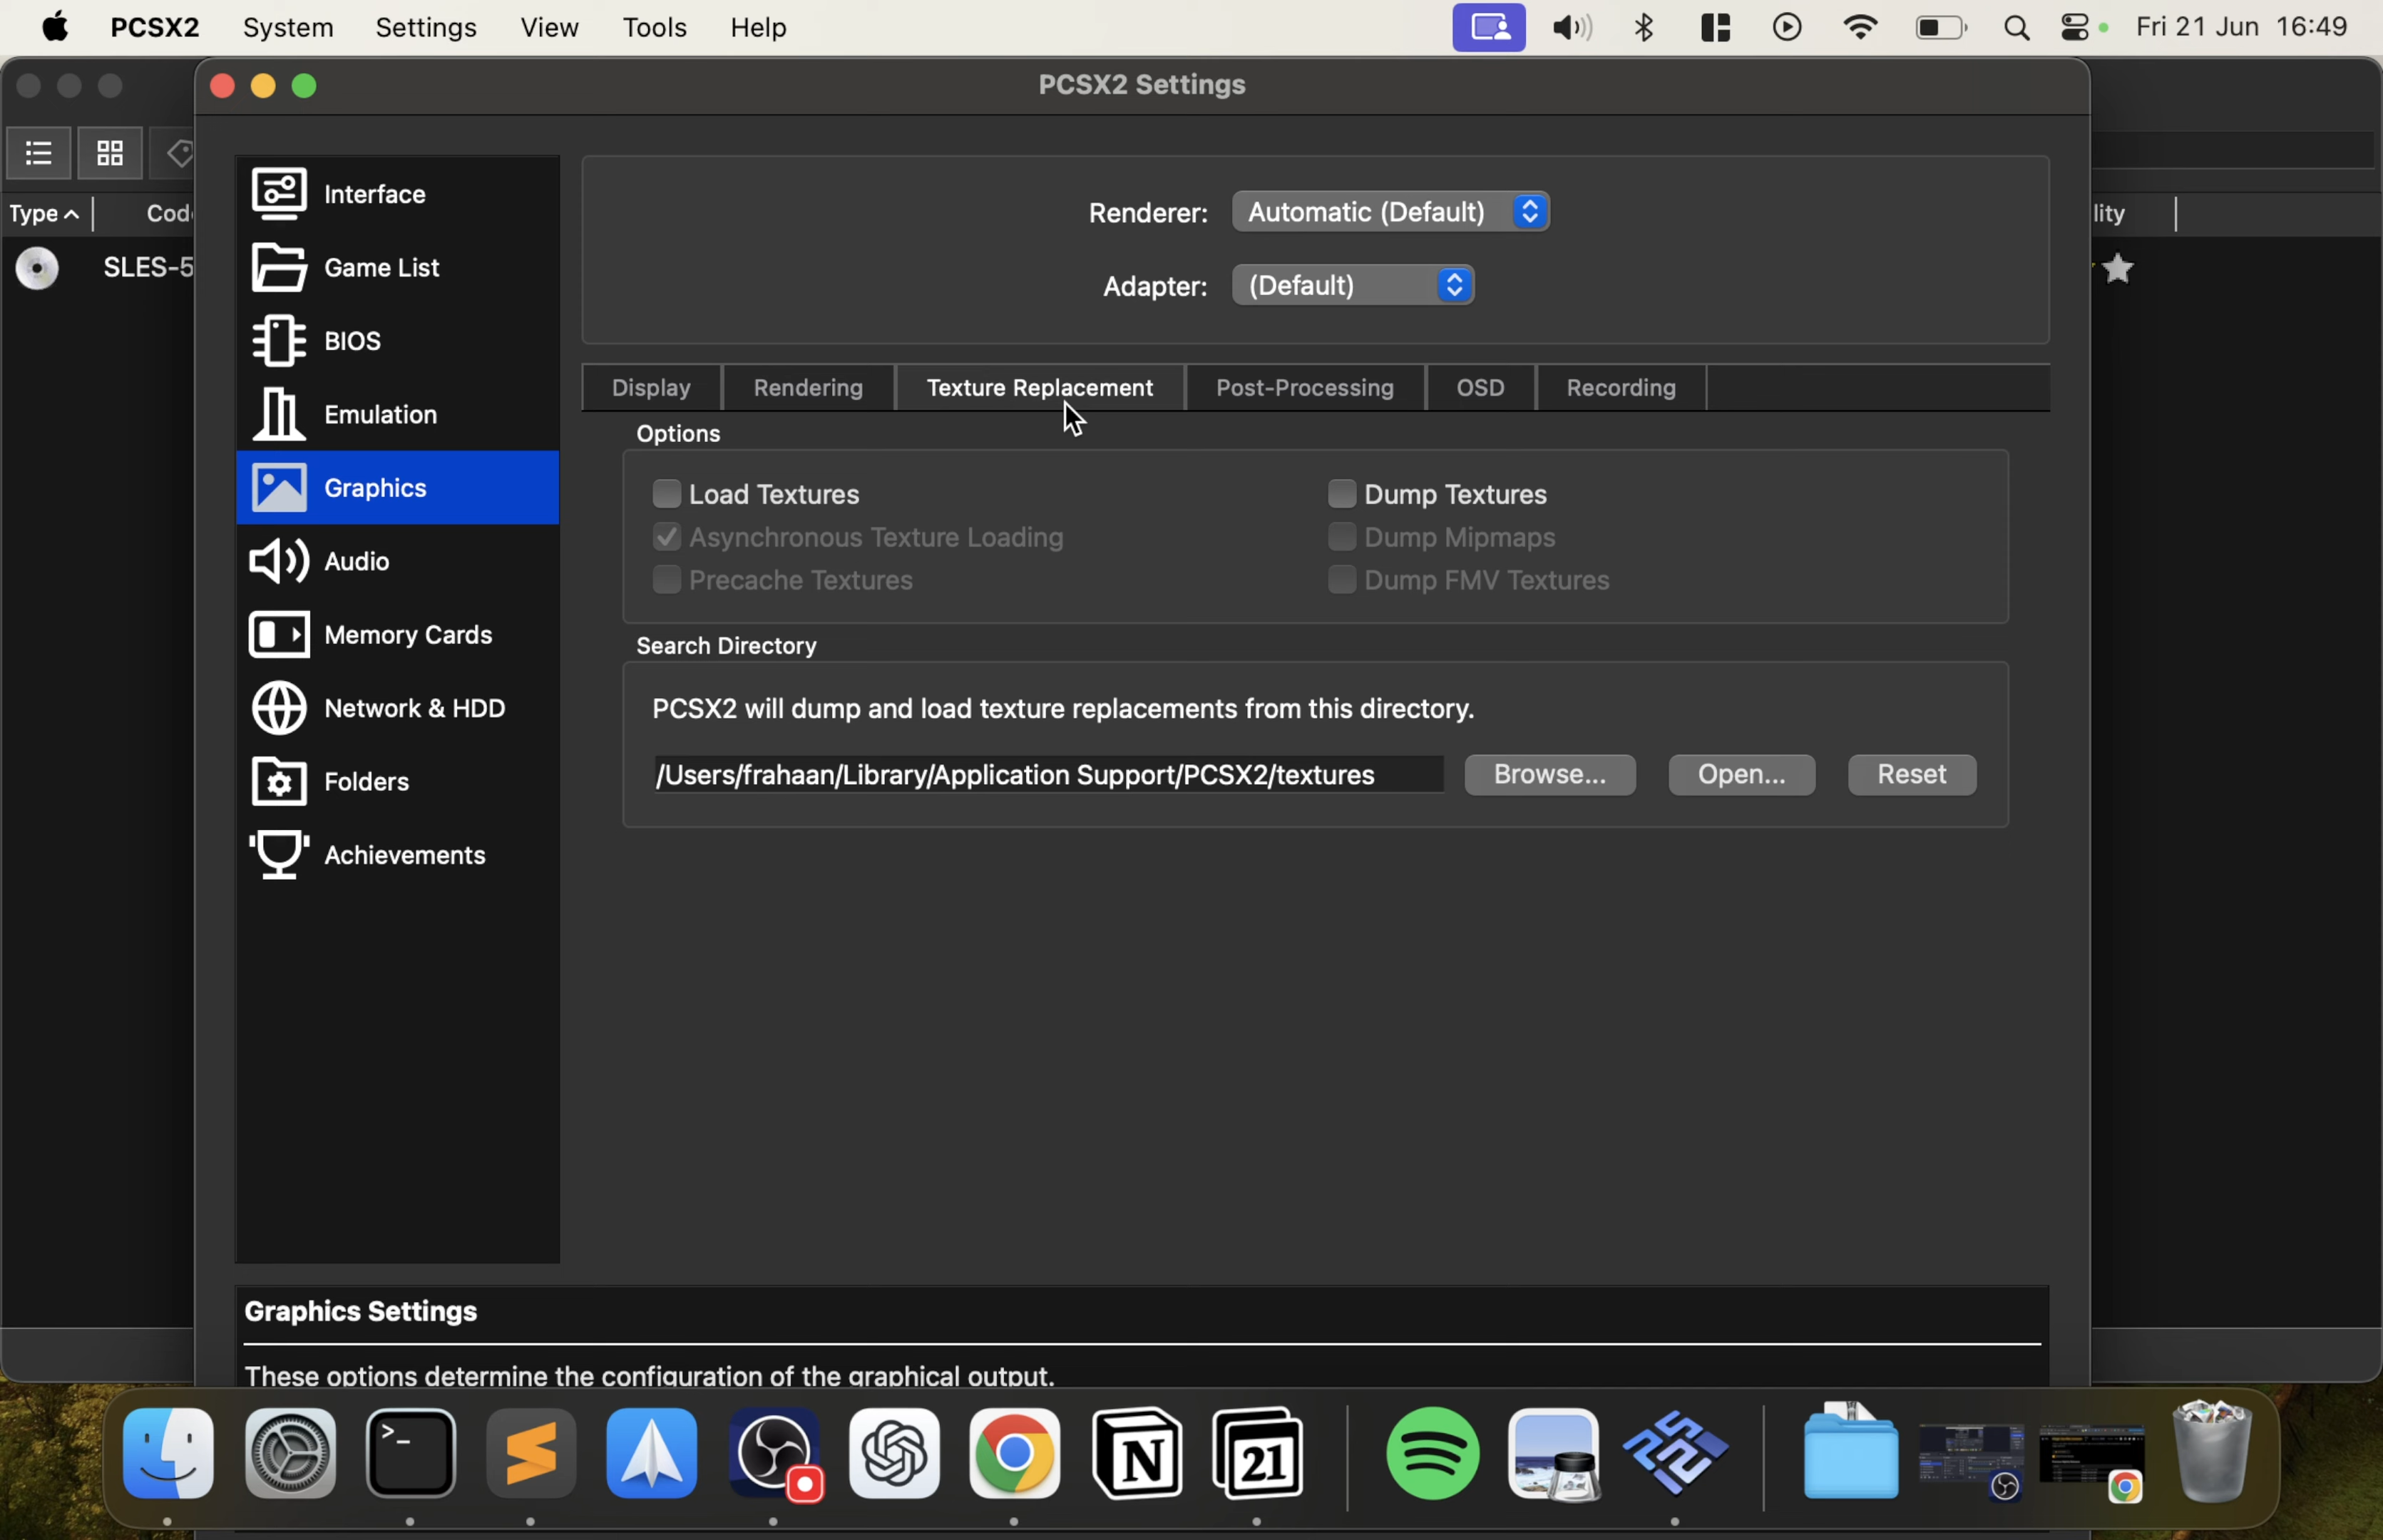 PCSX2 System Settings View Tools Help Fri 21 Jun 16:49
PCSX2 Settings
Type Cod lity
SLES-5
Interface
Game List
BIOS
Emulation
Graphics
Audio
Memory Cards
Network & HDD
Folders
Achievements
Renderer: Automatic (Default)
Adapter: (Default)
Display Rendering Texture Replacement Post-Processing OSD Recording
Options
Load Textures Dump Textures
Asynchronous Texture Loading Dump Mipmaps
Precache Textures Dump FMV Textures
Search Directory
PCSX2 will dump and load texture replacements from this directory.
/Users/frahaan/Library/Application Support/PCSX2/textures Browse... Open... Reset
Graphics Settings
These options determine the configuration of the graphical output.
21